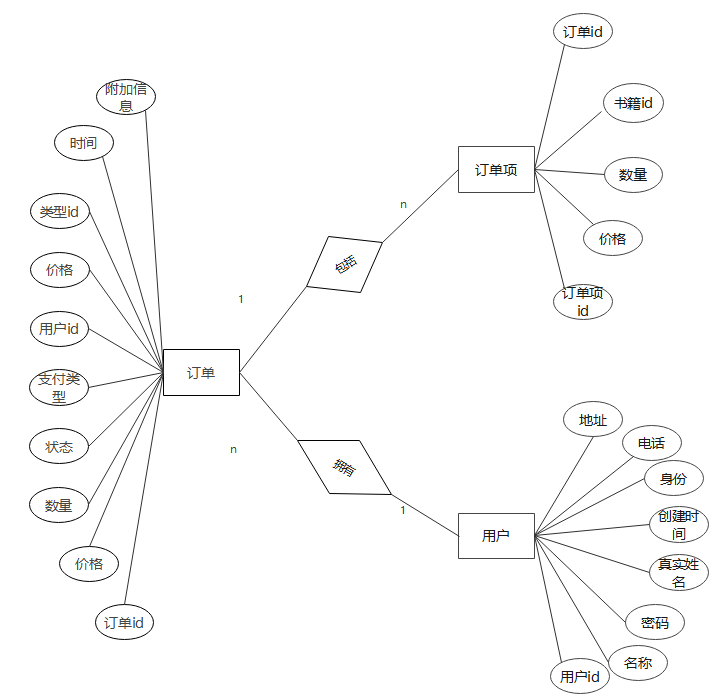 订单id
附加信
息
书籍id
时间
订单项
数量
n
类型id
价格
包括
价格
1
订单项
id
用户id
订单
支付类
型
地址
电话
状态
n
拥有
身份
数量
1
创建时
间
用户
价格
真实姓
名
订单id
密码
名称
用户id